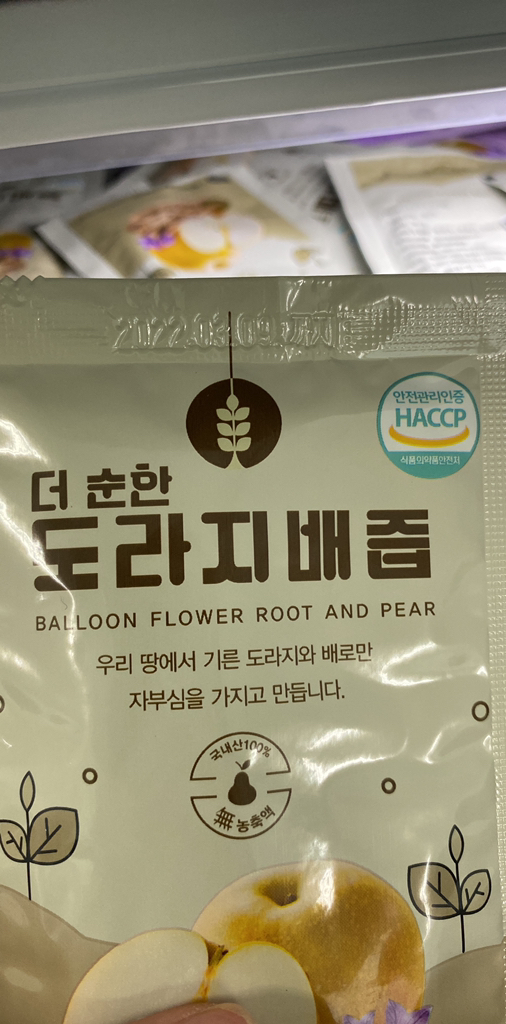 2022.03.09.까지
안전관리인증
HACCP
식품의약품안전처
더 순한
도라지배즙
BALLOON FLOWER ROOT AND PEAR
우리 땅에서 기른 도라지와 배로만
자부심을 가지고 만듭니다.
국내산100%
無 농축액